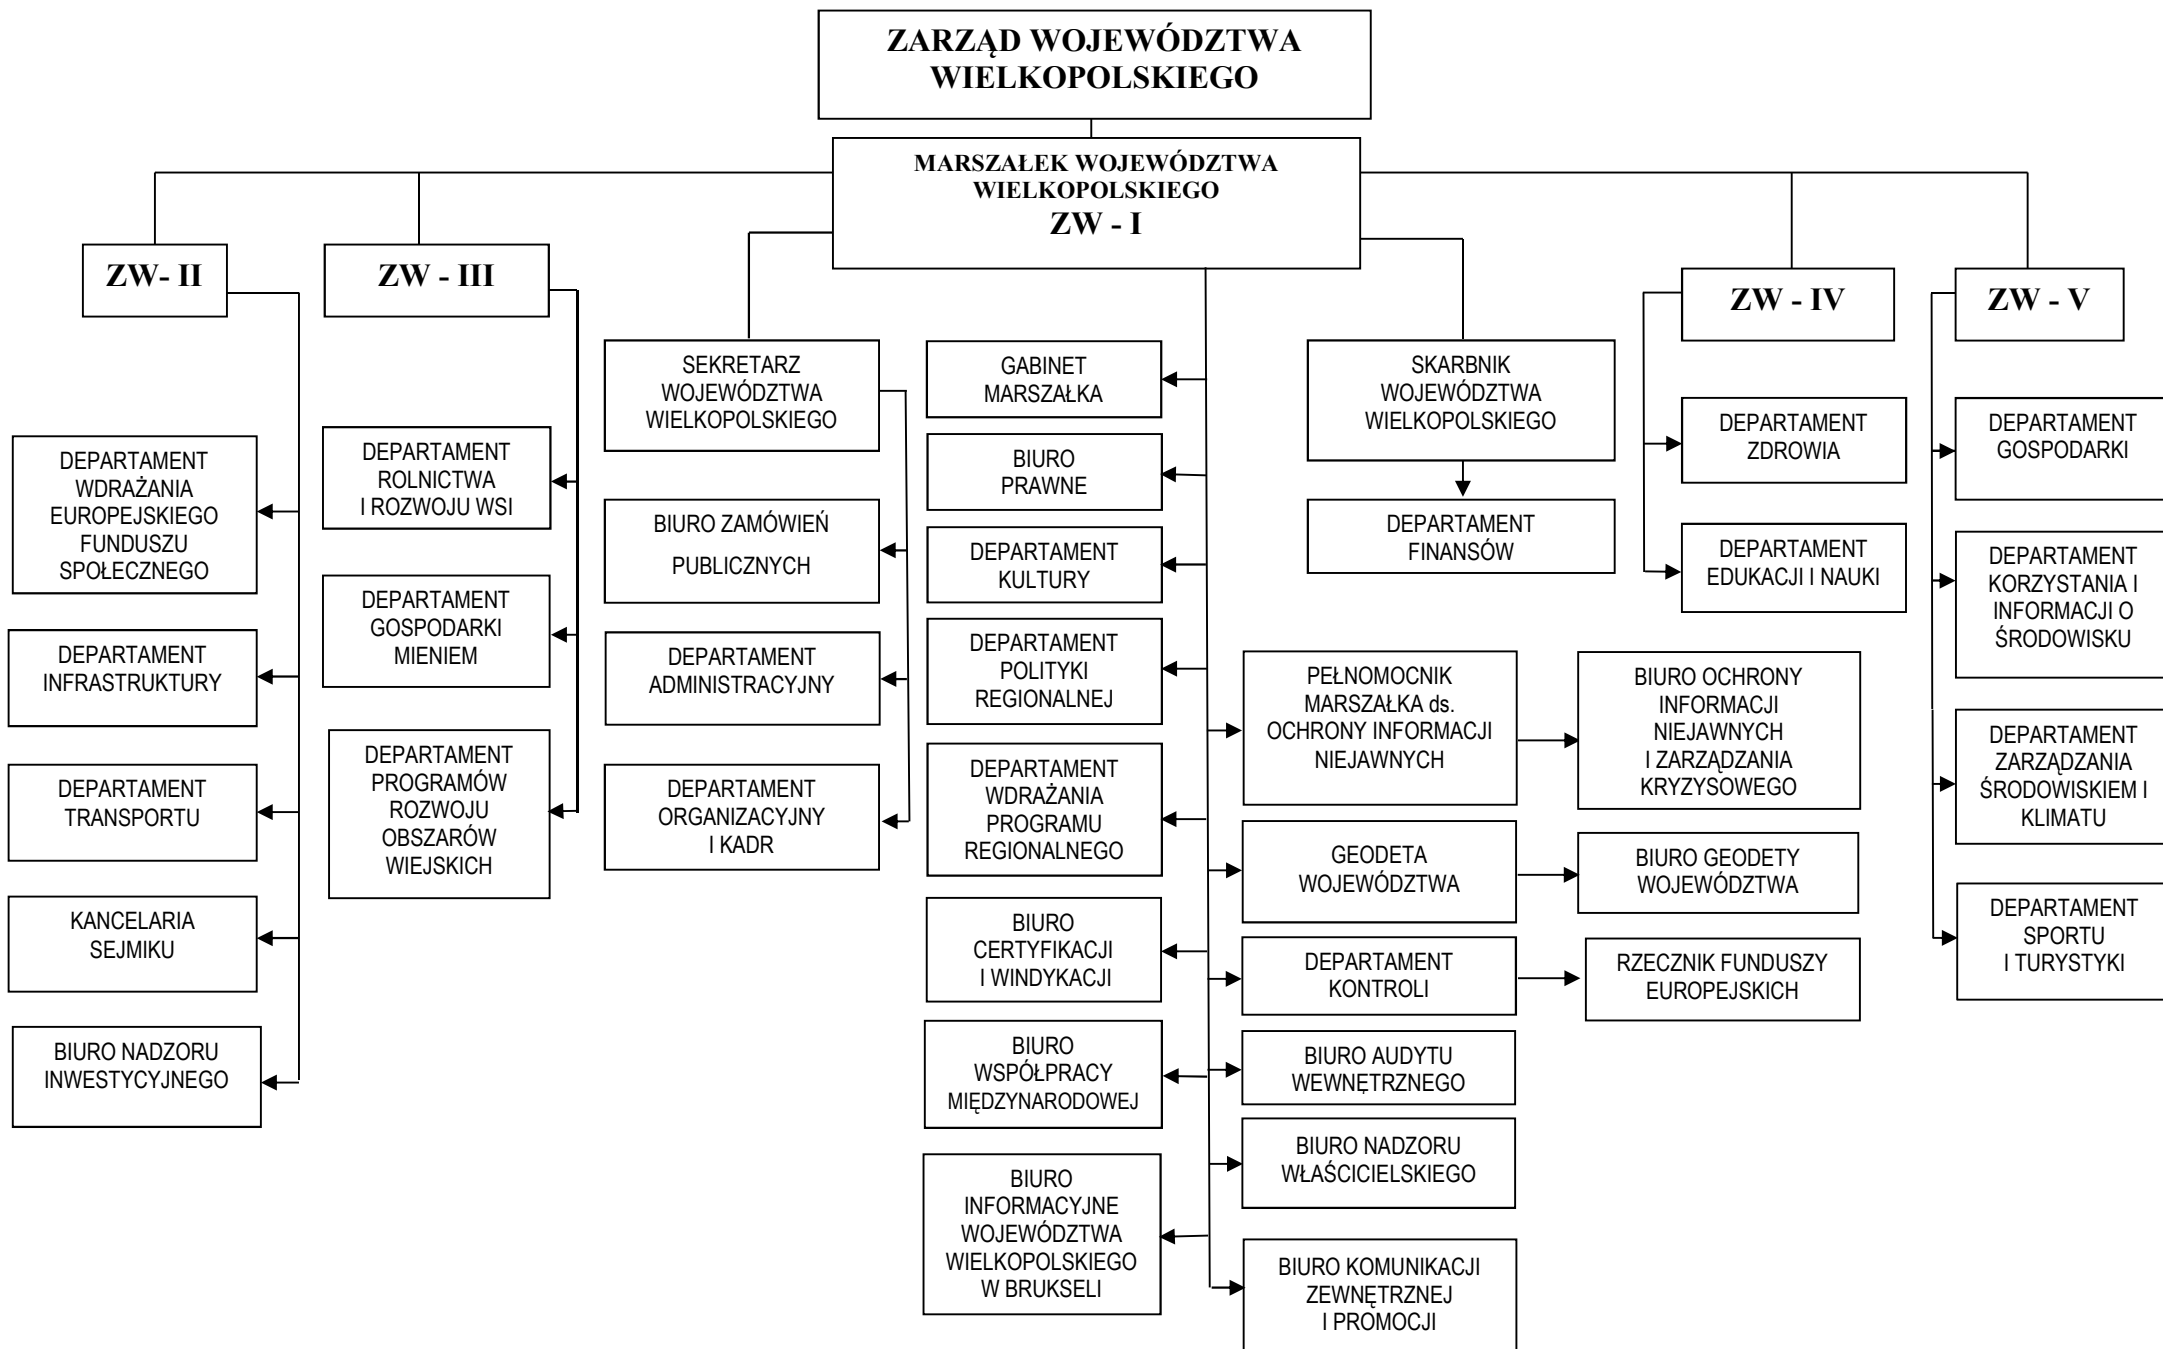 ZARZĄD WOJEWÓDZTWA
WIELKOPOLSKIEGO
MARSZAŁEK WOJEWÓDZTWA
WIELKOPOLSKIEGO
ZW - I
ZW- II
ZW - III
ZW - IV
ZW - V
DEPARTAMENT
WDRAŻANIA
EUROPEJSKIEGO
FUNDUSZU
SPOŁECZNEGO
DEPARTAMENT
INFRASTRUKTURY
DEPARTAMENT
TRANSPORTU
KANCELARIA
SEJMIKU
BIURO NADZORU
INWESTYCYJNEGO
DEPARTAMENT
ROLNICTWA
I ROZWOJU WSI
DEPARTAMENT
GOSPODARKI
MIENIEM
DEPARTAMENT
PROGRAMÓW
ROZWOJU
OBSZARÓW
WIEJSKICH
SEKRETARZ
WOJEWÓDZTWA
WIELKOPOLSKIEGO
BIURO ZAMÓWIEŃ
PUBLICZNYCH
DEPARTAMENT
ADMINISTRACYJNY
DEPARTAMENT
ORGANIZACYJNY
I KADR
GABINET
MARSZAŁKA
BIURO
PRAWNE
DEPARTAMENT
KULTURY
DEPARTAMENT
POLITYKI
REGIONALNEJ
DEPARTAMENT
WDRAŻANIA
PROGRAMU
REGIONALNEGO
BIURO
CERTYFIKACJI
I WINDYKACJI
BIURO
WSPÓŁPRACY
MIĘDZYNARODOWEJ
BIURO
INFORMACYJNE
WOJEWÓDZTWA
WIELKOPOLSKIEGO
W BRUKSELI
SKARBNIK
WOJEWÓDZTWA
WIELKOPOLSKIEGO
DEPARTAMENT
FINANSÓW
PEŁNOMOCNIK
MARSZAŁKA ds.
OCHRONY INFORMACJI
NIEJAWNYCH
BIURO OCHRONY
INFORMACJI
NIEJAWNYCH
I ZARZĄDZANIA
KRYZYSOWEGO
GEODETA
WOJEWÓDZTWA
BIURO GEODETY
WOJEWÓDZTWA
DEPARTAMENT
KONTROLI
RZECZNIK FUNDUSZY
EUROPEJSKICH
BIURO AUDYTU
WEWNĘTRZNEGO
BIURO NADZORU
WŁAŚCICIELSKIEGO
BIURO KOMUNIKACJI
ZEWNĘTRZNEJ
I PROMOCJI
DEPARTAMENT
ZDROWIA
DEPARTAMENT
EDUKACJI I NAUKI
DEPARTAMENT
GOSPODARKI
DEPARTAMENT
KORZYSTANIA I
INFORMACJI O
ŚRODOWISKU
DEPARTAMENT
ZARZĄDZANIA
ŚRODOWISKIEM I
KLIMATU
DEPARTAMENT
SPORTU
I TURYSTYKI